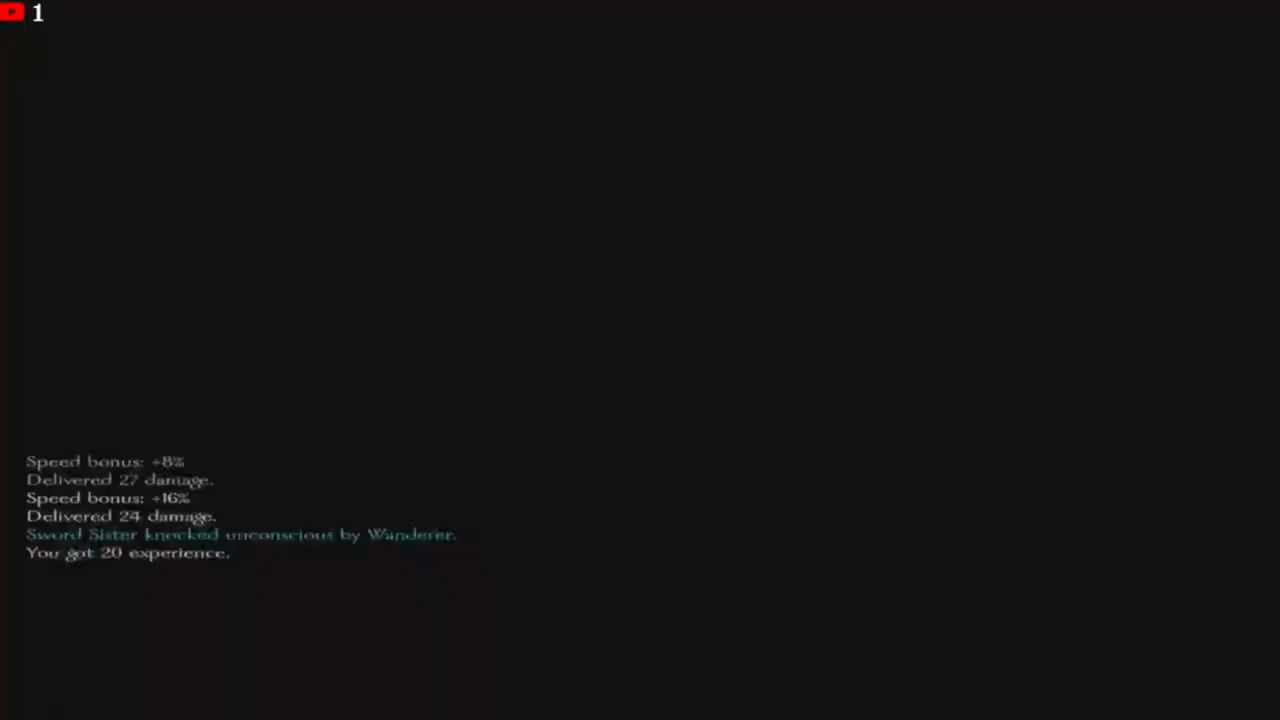 1
Speed bonus: +8%
Delivered 27 damage.
Speed bonus: +16%
Delivered 24 damage.
Sword Sister knocked unconscious by Wanderer.
You got 20 experience.